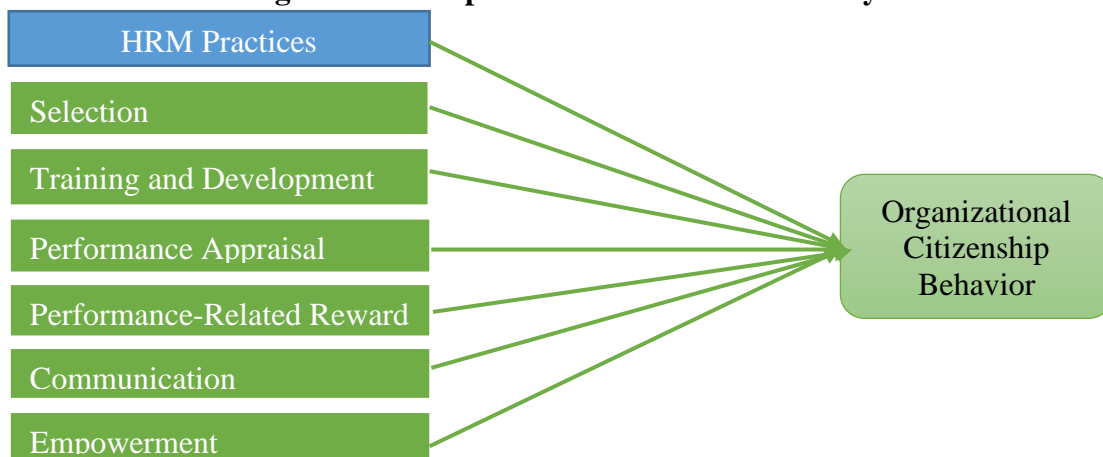 HRM Practices
Selection
Training and Development
Performance Appraisal
Performance-Related Reward
Communication
Empowerment
Organizational
Citizenship
Behavior